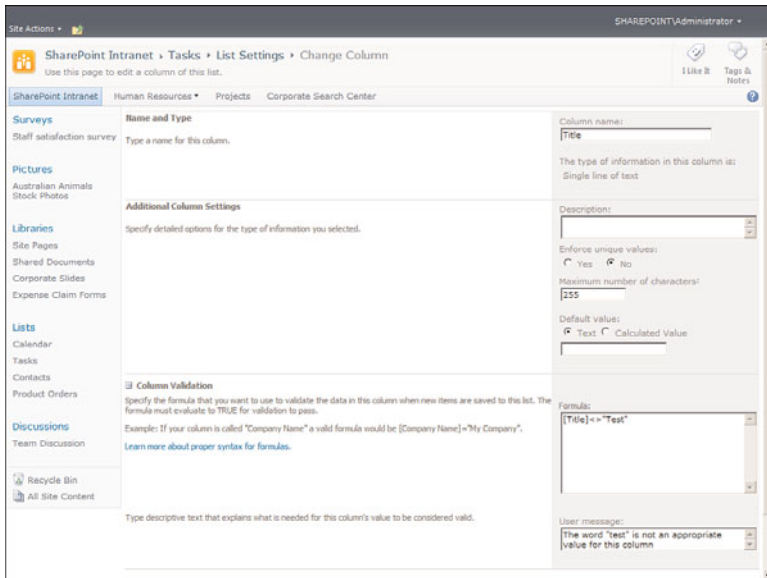 SHAREPOINT\Administrator
Site Actions
SharePoint Intranet › Tasks › List Settings › Change Column
Use this page to edit a column of this list.
I Like It
Tags &
Notes
SharePoint Intranet Human Resources Projects Corporate Search Center
Surveys
Staff satisfaction survey
Pictures
Australian Animals
Stock Photos
Libraries
Site Pages
Shared Documents
Corporate Slides
Expense Claim Forms
Lists
Calendar
Tasks
Contacts
Product Orders
Discussions
Team Discussion
Recycle Bin
All Site Content
Name and Type
Type a name for this column.
Column name:
Title
The type of information in this column is:
Single line of text
Additional Column Settings
Specify detailed options for the type of information you selected.
Description:
Enforce unique values:
Yes No
Maximum number of characters:
255
Default value:
Text Calculated Value
Column Validation
Specify the formula that you want to use to validate the data in this column when new items are saved to this list. The
formula must evaluate to TRUE for validation to pass.
Example: If your column is called "Company Name" a valid formula would be [Company Name]="My Company".
Learn more about proper syntax for formulas.
Formula:
[Title]<>"Test"
Type descriptive text that explains what is needed for this column's value to be considered valid.
User message:
The word "test" is not an appropriate
value for this column